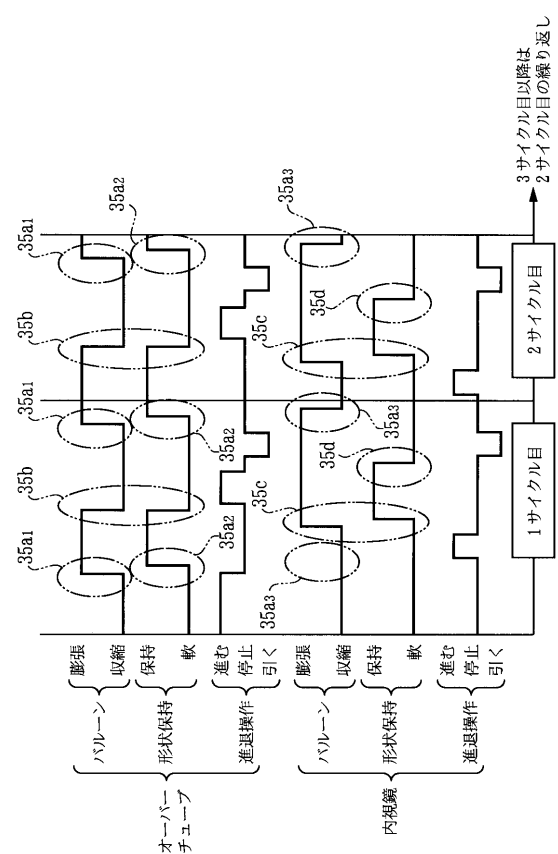 オーバー
チューブ
バルーン
膨張
収縮
形状保持
保持
軟
進退操作
進む
停止
引く
内視鏡
バルーン
膨張
収縮
形状保持
保持
軟
進退操作
進む
停止
引く
35a1
35b
35a1
35b
35a1
35a2
35a2
35a2
35a3
35c
35d
35a3
35c
35d
35a3
1サイクル目
2サイクル目
3サイクル目以降は
2サイクル目の繰り返し